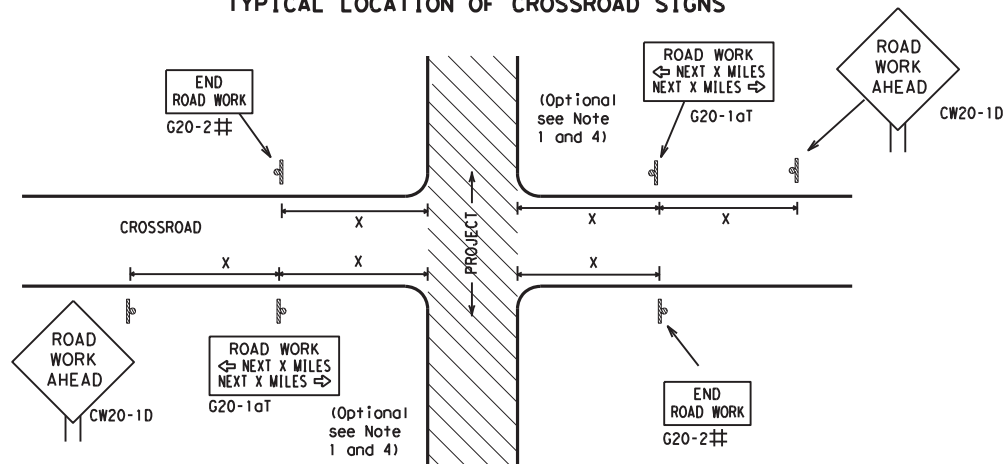 TYPICAL LOCATION OF CROSSROAD SIGNS
END
ROAD WORK
G20-2#
(Optional
see Note
1 and 4)
ROAD WORK
⇦ NEXT X MILES
NEXT X MILES ⇨
G20-1aT
ROAD
WORK
AHEAD
CW20-1D
X
X
X
CROSSROAD
PROJECT
X
X
X
ROAD
WORK
AHEAD
CW20-1D
ROAD WORK
⇦ NEXT X MILES
NEXT X MILES ⇨
G20-1aT
(Optional
see Note
1 and 4)
END
ROAD WORK
G20-2#